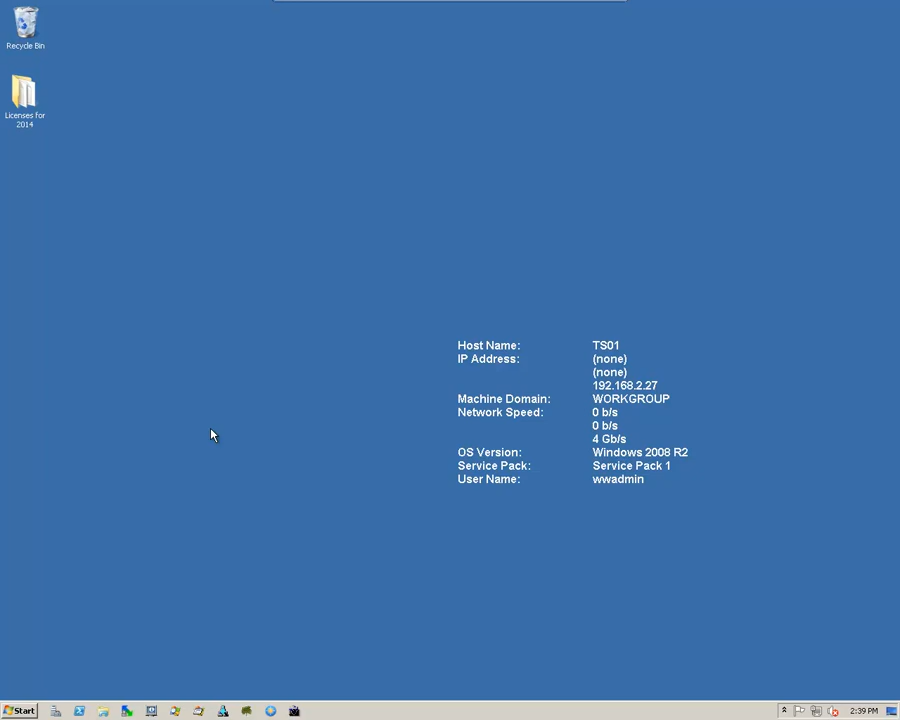 Recycle Bin
Licenses for
2014
Host Name: TS01
IP Address: (none)
(none)
192.168.2.27
Machine Domain: WORKGROUP
Network Speed: 0 b/s
0 b/s
4 Gb/s
OS Version: Windows 2008 R2
Service Pack: Service Pack 1
User Name: wwadmin
Start
2:39 PM